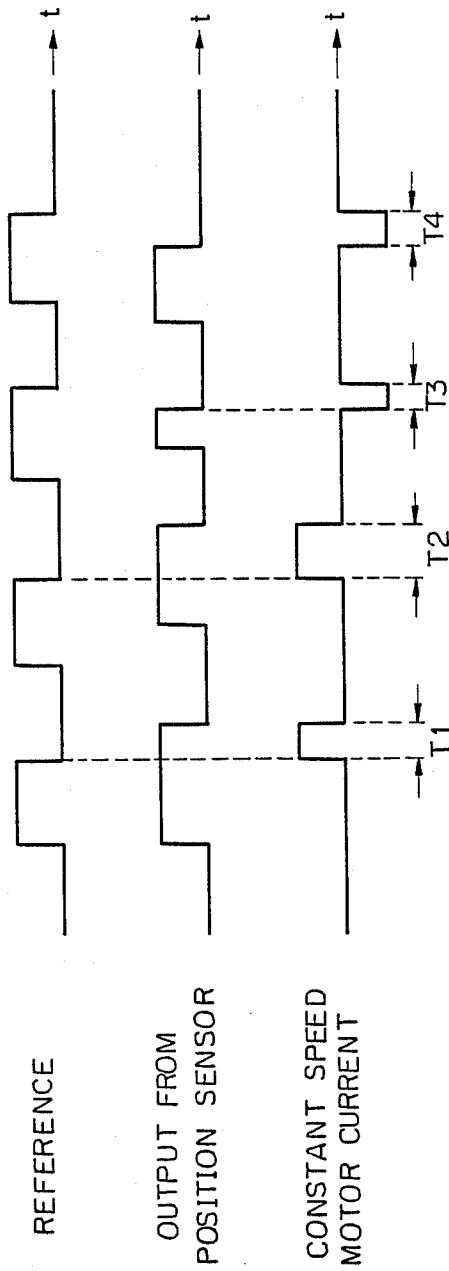 REFERENCE
t
OUTPUT FROM
POSITION SENSOR
t
CONSTANT SPEED
MOTOR CURRENT
t
T1
T2
T3
T4